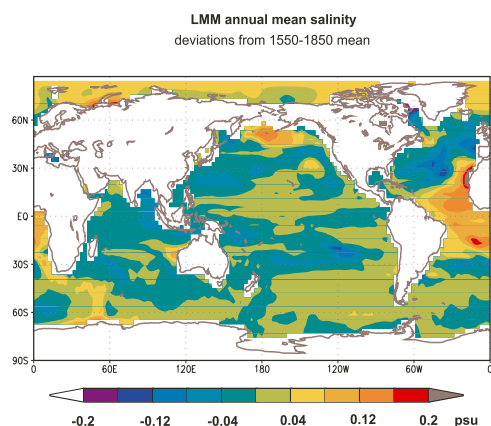 LMM annual mean salinity
deviations from 1550-1850 mean
60N
30N
EQ
30S
60S
90S
0 60E 120E 180 120W 60W 0
-0.2 -0.12 -0.04 0.04 0.12 0.2 psu